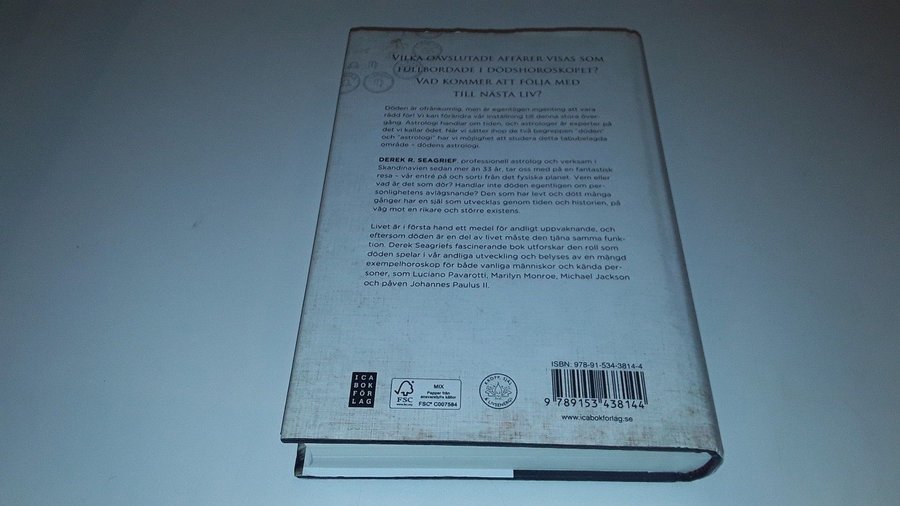 VILKA OAVSLUTADE AFFÄRER VISAS SOM
FULLBORDADE I DÖDSHOROSKOPET?
VAD KOMMER ATT FÖLJA MED
TILL NÄSTA LIV?
Döden är ofrånkomlig, men är egentligen ingenting att vara
rädd för! Vi kan förändra vår inställning till denna stora över-
gång. Astrologi handlar om tiden, och astrologer är experter på
det vi kallar ödet. När vi sätter ihop de två begreppen "döden"
och "astrologi" har vi möjlighet att studera detta tabubelagda
område – dödens astrologi.
DEREK R. SEAGRIEF, professionell astrolog och verksam i
Skandinavien sedan mer än 33 år, tar oss med på en fantastisk
resa – vår entré på och sorti från det fysiska planet. Vem eller
vad är det som dör? Handlar inte döden egentligen om per-
sonlighetens avlägsnande? Den som har levt och dött många
gånger har en själ som utvecklas genom tiden och historien, på
väg mot en rikare och större existens.
Livet är i första hand ett medel för andligt uppvaknande, och
eftersom döden är en del av livet måste den tjäna samma funk-
tion. Derek Seagriefs fascinerande bok utforskar den roll som
döden spelar i vår andliga utveckling och belyses av en mängd
exempelhoroskop för både vanliga människor och kända per-
soner, som Luciano Pavarotti, Marilyn Monroe, Michael Jackson
och påven Johannes Paulus II.
ICA
BOK
FÖR
LAG
FSC
www.fsc.org
MIX
Papper från
ansvarsfulla källor
FSC® C007584
KROPP, SJÄL
& LIVSENERGI
ISBN: 978-91-534-3814-4
9 789153 438144
www.icabokforlag.se